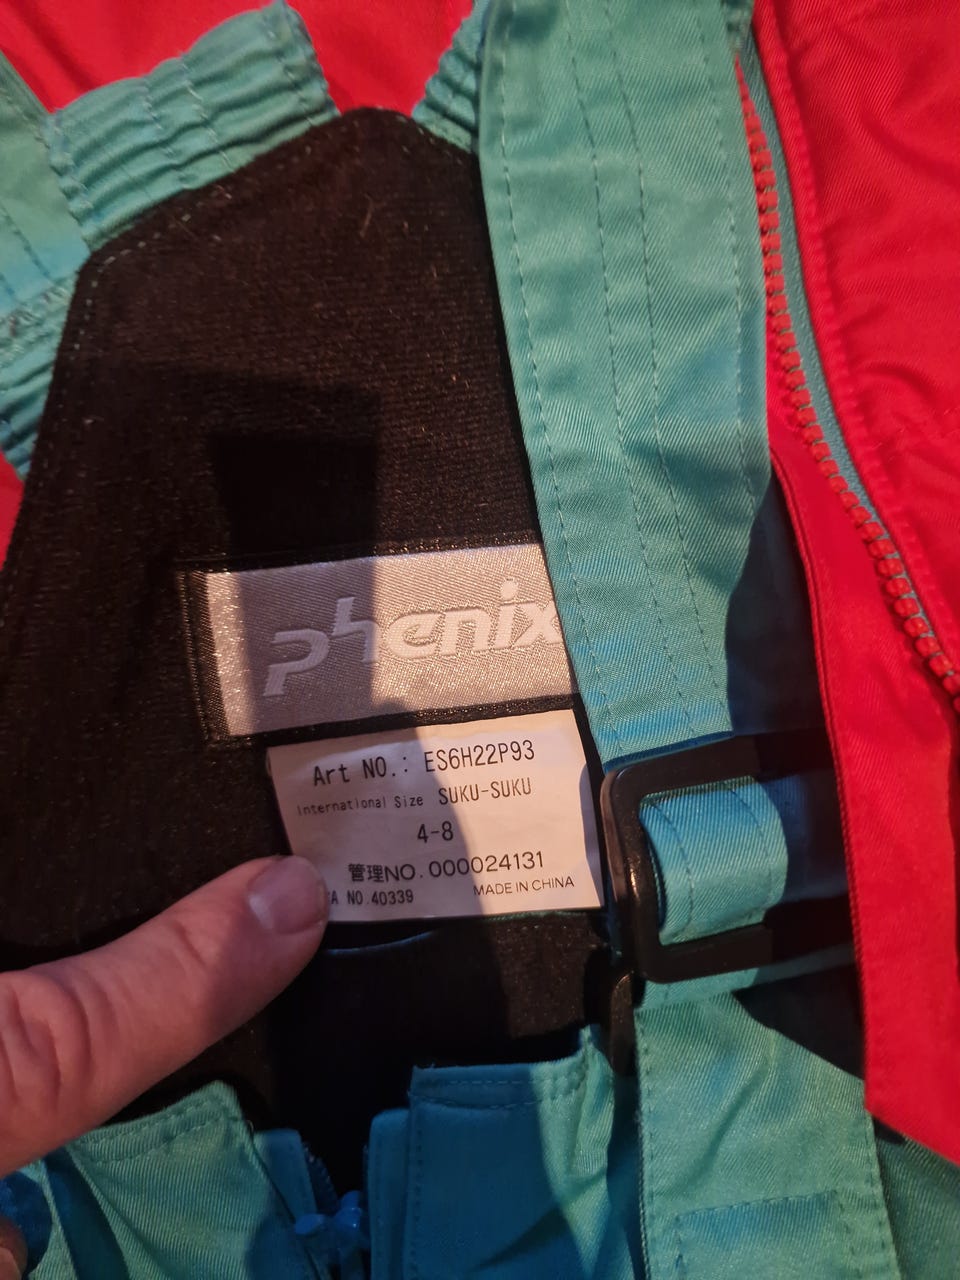 phenix
Art NO.: ES6H22P93
International Size SUKU-SUKU
4-8
管理NO.000024131
NO.40339 MADE IN CHINA